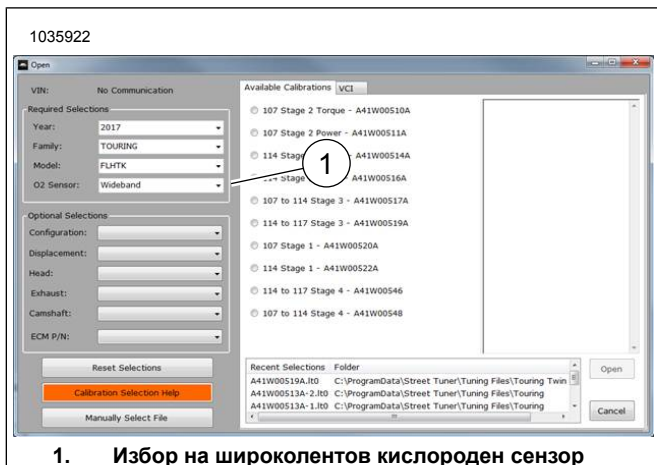 1035922
Open
VIN: No Communication
Required Selections
Year: 2017
Family: TOURING
Model: FLHTK
O2 Sensor: Wideband
Optional Selections
Configuration:
Displacement:
Head:
Exhaust:
Camshaft:
ECM P/N:
Reset Selections
Calibration Selection Help
Manually Select File
Available Calibrations VCI
107 Stage 2 Torque - A41W00510A
107 Stage 2 Power - A41W00511A
114 Stage - A41W00514A
114 Stage A41W00516A
107 to 114 Stage 3 - A41W00517A
114 to 117 Stage 3 - A41W00519A
107 Stage 1 - A41W00520A
114 Stage 1 - A41W00522A
114 to 117 Stage 4 - A41W00546
107 to 114 Stage 4 - A41W00548
1
Recent Selections Folder
A41W00519A.lt0 C:\ProgramData\Street Tuner\Tuning Files\Touring Twin
A41W00513A-2.lt0 C:\ProgramData\Street Tuner\Tuning Files\Touring
A41W00513A-1.lt0 C:\ProgramData\Street Tuner\Tuning Files\Touring
Open
Cancel
1. Избор на широколентов кислороден сензор